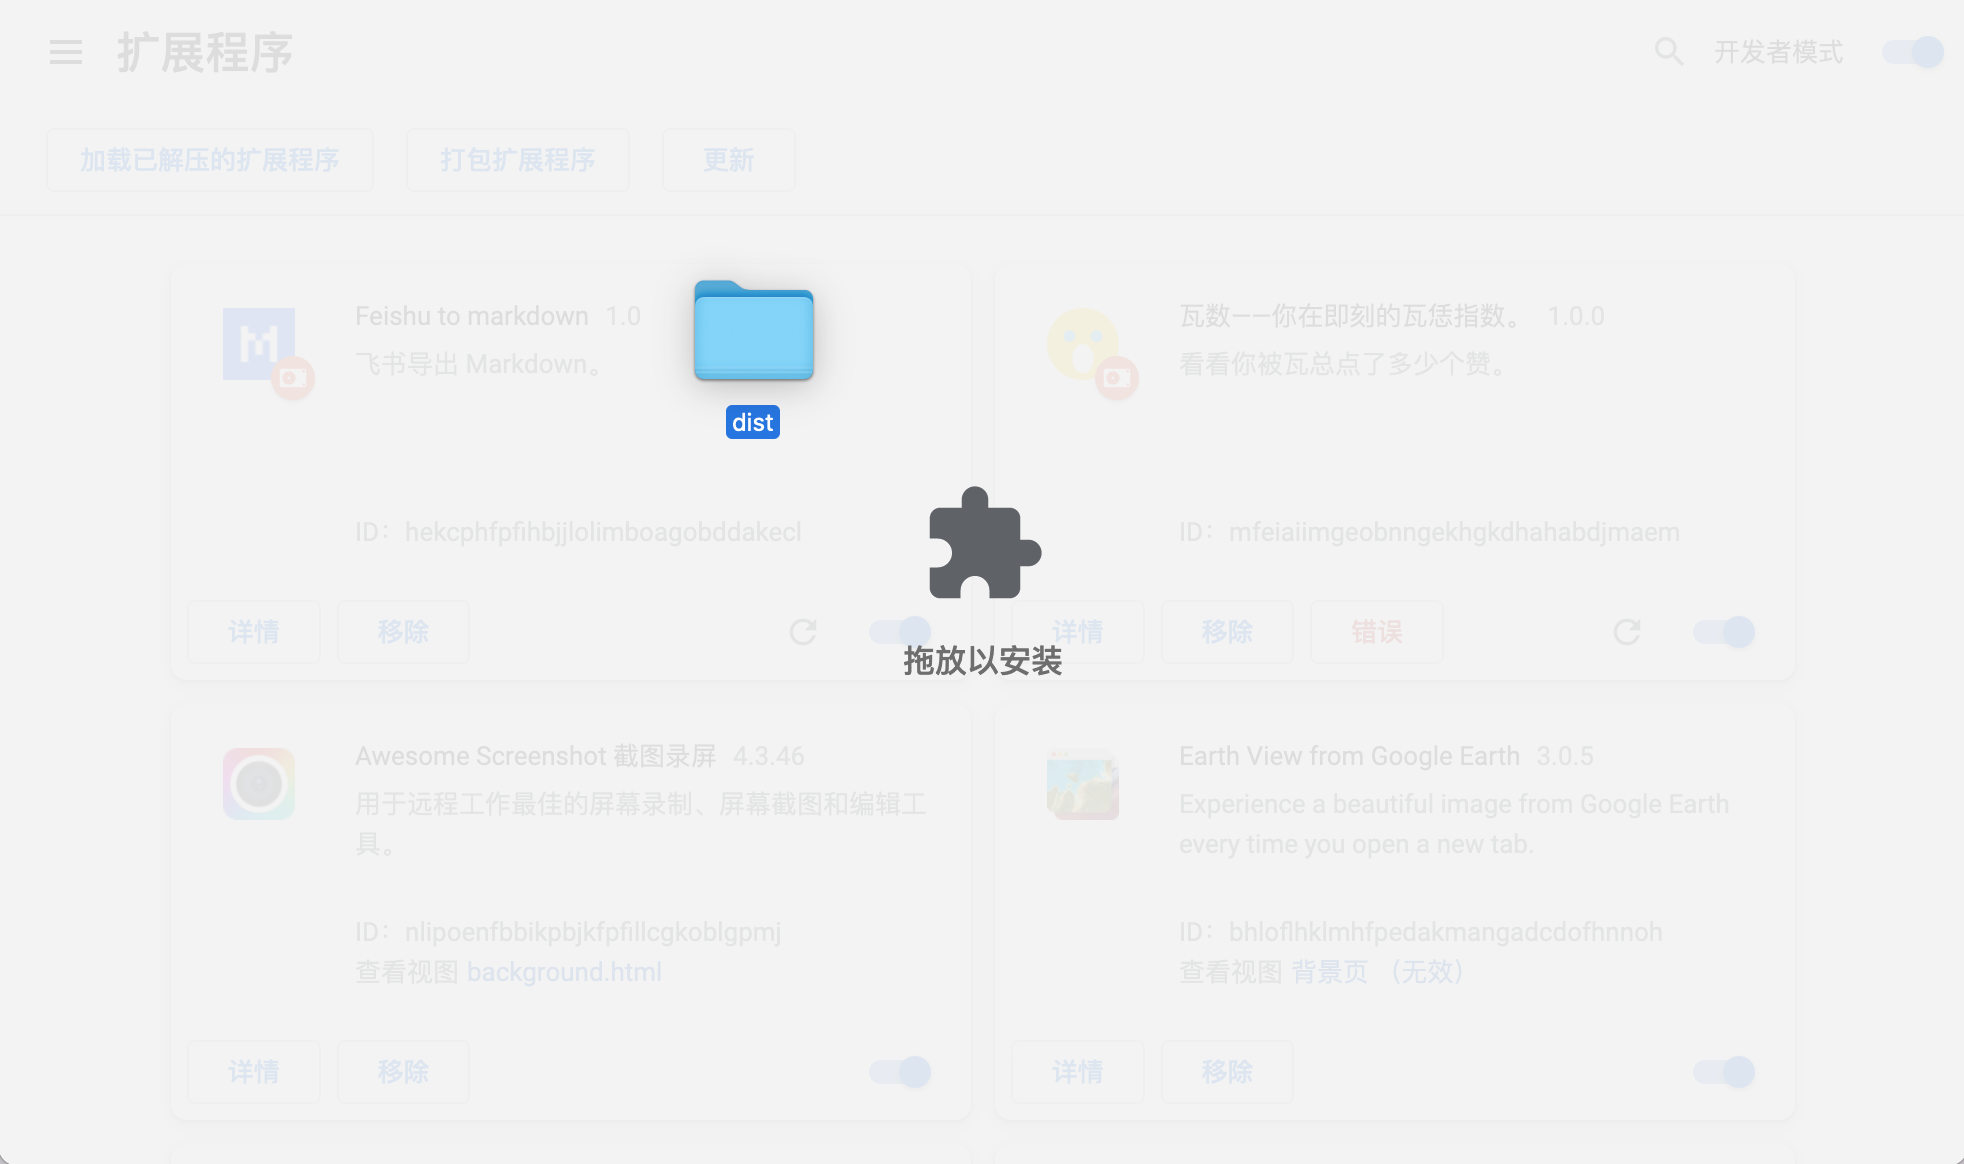 扩展程序
开发者模式
加载已解压的扩展程序
打包扩展程序
更新
Feishu to markdown 1.0
飞书导出 Markdown。
ID：hekcphfpfihbjjlolimboagobddakecl
详情
移除
瓦数——你在即刻的瓦恁指数。 1.0.0
看看你被瓦总点了多少个赞。
ID：mfeiaiimgeobnngekhgkdhahabdjmaem
详情
移除
错误
dist
拖放以安装
Awesome Screenshot 截图录屏 4.3.46
用于远程工作最佳的屏幕录制、屏幕截图和编辑工
具。
ID：nlipoenfbbikpbjkfpfillcgkoblgpmj
查看视图 background.html
详情
移除
Earth View from Google Earth 3.0.5
Experience a beautiful image from Google Earth
every time you open a new tab.
ID：bhloflhklmhfpedakmangadcdofhnnoh
查看视图 背景页 （无效）
详情
移除